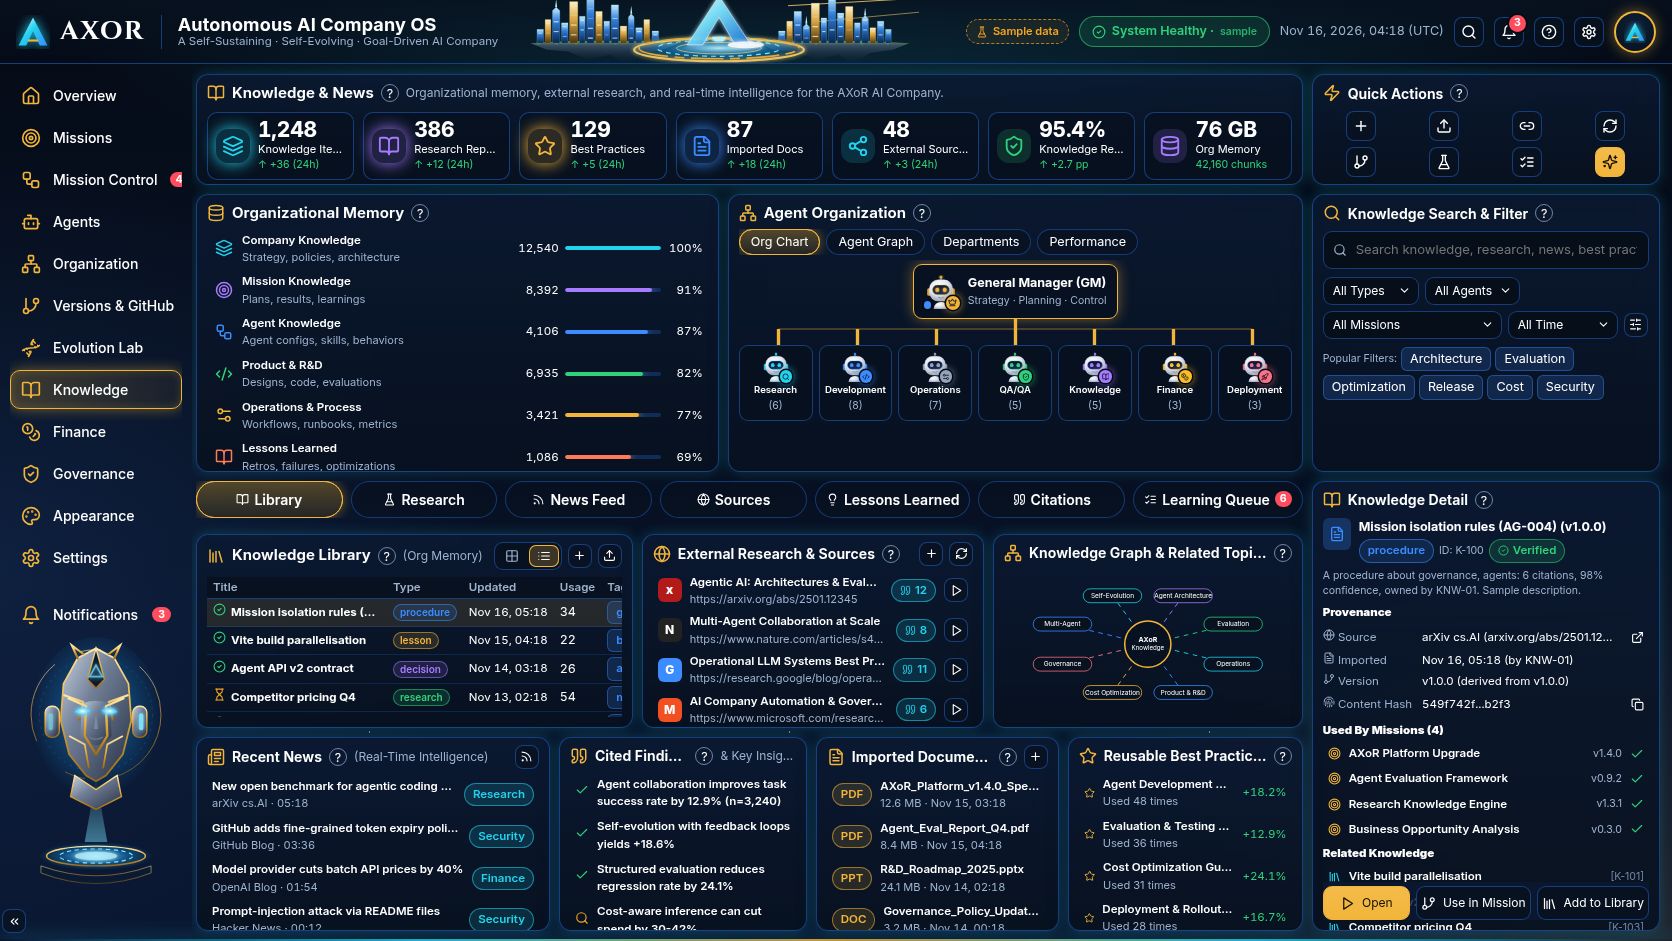 AXOR
Autonomous AI Company OS
A Self-Sustaining · Self-Evolving · Goal-Driven AI Company
Sample data
System Healthy · sample
Nov 16, 2026, 04:18 (UTC)
3
Overview
Missions
Mission Control 4
Agents
Organization
Versions & GitHub
Evolution Lab
Knowledge
Finance
Governance
Appearance
Settings
Notifications 3
Knowledge & News ? Organizational memory, external research, and real-time intelligence for the AXoR AI Company.
1,248
Knowledge Ite...
↑ +36 (24h)
386
Research Rep...
↑ +12 (24h)
129
Best Practices
↑ +5 (24h)
87
Imported Docs
↑ +18 (24h)
48
External Sourc...
↑ +3 (24h)
95.4%
Knowledge Re...
↑ +2.7 pp
76 GB
Org Memory
42,160 chunks
Quick Actions ?
Organizational Memory ?
Company Knowledge
Strategy, policies, architecture
12,540 100%
Mission Knowledge
Plans, results, learnings
8,392 91%
Agent Knowledge
Agent configs, skills, behaviors
4,106 87%
Product & R&D
Designs, code, evaluations
6,935 82%
Operations & Process
Workflows, runbooks, metrics
3,421 77%
Lessons Learned
Retros, failures, optimizations
1,086 69%
Agent Organization ?
Org Chart Agent Graph Departments Performance
General Manager (GM)
Strategy · Planning · Control
Research
(6)
Development
(8)
Operations
(7)
QA/QA
(5)
Knowledge
(5)
Finance
(3)
Deployment
(3)
Knowledge Search & Filter ?
Search knowledge, research, news, best prac
All Types All Agents
All Missions All Time
Popular Filters: Architecture Evaluation
Optimization Release Cost Security
Library Research News Feed Sources Lessons Learned Citations Learning Queue 6
Knowledge Library ? (Org Memory)
Title Type Updated Usage Tag
Mission isolation rules (... procedure Nov 16, 05:18 34 g
Vite build parallelisation lesson Nov 15, 04:18 22 b
Agent API v2 contract decision Nov 14, 03:18 26 a
Competitor pricing Q4 research Nov 13, 02:18 54
External Research & Sources ?
x Agentic AI: Architectures & Eval...
https://arxiv.org/abs/2501.12345
12
N Multi-Agent Collaboration at Scale
https://www.nature.com/articles/s4...
8
G Operational LLM Systems Best Pr...
https://research.google/blog/opera...
11
M AI Company Automation & Gover...
https://www.microsoft.com/researc...
6
Knowledge Graph & Related Topi... ?
Self-Evolution Agent Architecture
Multi-Agent Evaluation
AXoR
Knowledge
Governance Operations
Cost Optimization Product & R&D
Knowledge Detail ?
Mission isolation rules (AG-004) (v1.0.0)
procedure ID: K-100 Verified
A procedure about governance, agents: 6 citations, 98%
confidence, owned by KNW-01. Sample description.
Provenance
Source arXiv cs.AI (arxiv.org/abs/2501.12...
Imported Nov 16, 05:18 (by KNW-01)
Version v1.0.0 (derived from v1.0.0)
Content Hash 549f742f...b2f3
Used By Missions (4)
AXoR Platform Upgrade v1.4.0
Agent Evaluation Framework v0.9.2
Research Knowledge Engine v1.3.1
Business Opportunity Analysis v0.3.0
Related Knowledge
Vite build parallelisation [K-101]
Open Use in Mission Add to Library
Competitor pricing Q4 [K-103]
Recent News ? (Real-Time Intelligence)
New open benchmark for agentic coding ...
arXiv cs.AI · 05:18
Research
GitHub adds fine-grained token expiry poli...
GitHub Blog · 03:36
Security
Model provider cuts batch API prices by 40%
OpenAI Blog · 01:54
Finance
Prompt-injection attack via README files
Hacker News · 00:12
Security
Cited Findi... ? & Key Insig...
Agent collaboration improves task
success rate by 12.9% (n=3,240)
Self-evolution with feedback loops
yields +18.6%
Structured evaluation reduces
regression rate by 24.1%
Cost-aware inference can cut
spend by 30-42%
Imported Docume... ?
PDF AXoR_Platform_v1.4.0_Spe...
12.6 MB · Nov 15, 03:18
PDF Agent_Eval_Report_Q4.pdf
8.4 MB · Nov 15, 04:18
PPT R&D_Roadmap_2025.pptx
24.1 MB · Nov 14, 02:18
DOC Governance_Policy_Updat...
3.2 MB · Nov 14, 00:18
Reusable Best Practic... ?
Agent Development ...
Used 48 times
+18.2%
Evaluation & Testing ...
Used 36 times
+12.9%
Cost Optimization Gu...
Used 31 times
+24.1%
Deployment & Rollout...
Used 28 times
+16.7%